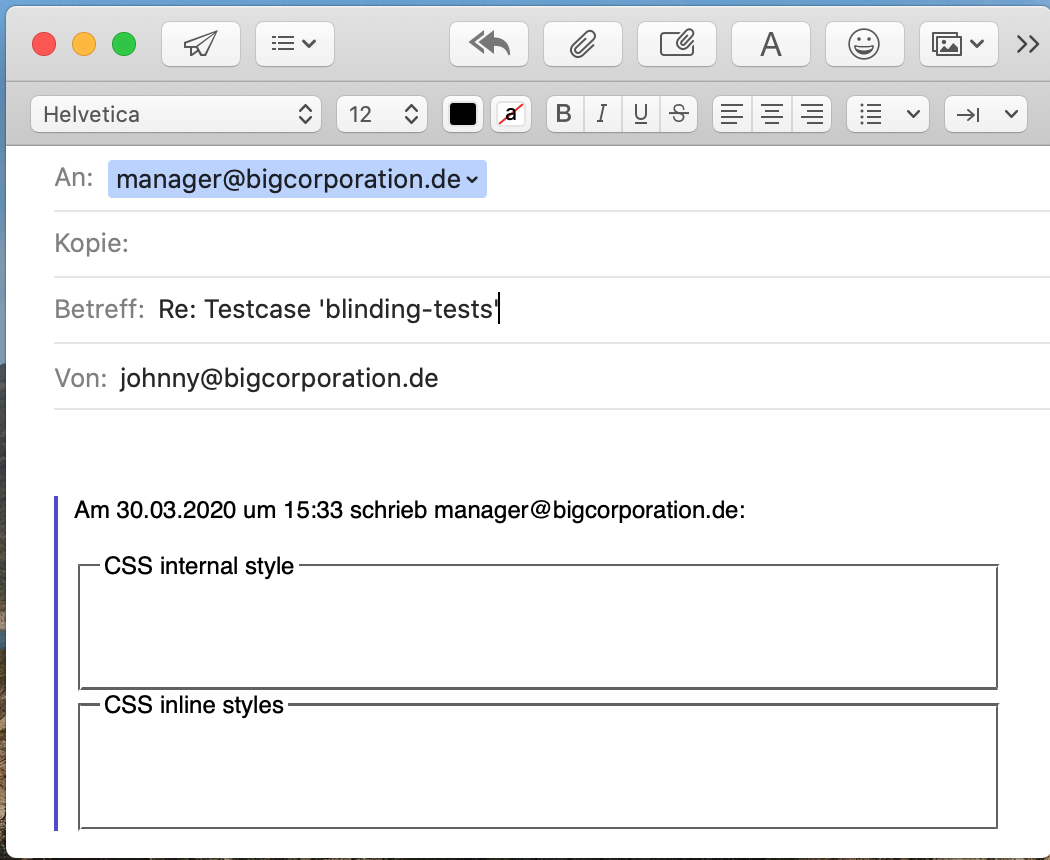 Helvetica 12 a B I U S
An: manager@bigcorporation.de
Kopie:
Betreff: Re: Testcase 'blinding-tests'
Von: johnny@bigcorporation.de
Am 30.03.2020 um 15:33 schrieb manager@bigcorporation.de:
CSS internal style
CSS inline styles